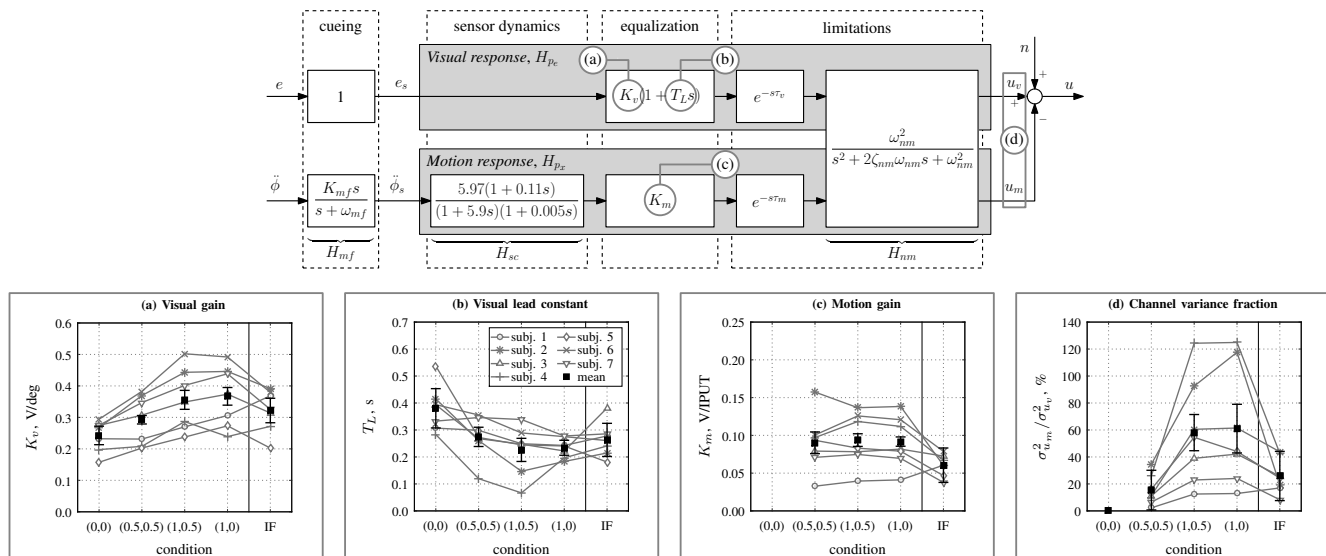 cueing
sensor dynamics
equalization
limitations
Visual response, H_{p_e}
(a)
(b)
n
e
1
e_s
K_v(1 + T_L s)
e^{-sτ_v}
u_v
+
+
u
−
(d)
ω_{nm}^2
s^2 + 2ζ_{nm}ω_{nm}s + ω_{nm}^2
Motion response, H_{p_x}
(c)
φ̈
K_{mf}s
s + ω_{mf}
φ̈_s
5.97(1 + 0.11s)
(1 + 5.9s)(1 + 0.005s)
K_m
e^{-sτ_m}
u_m
H_{mf}
H_{sc}
H_{nm}
(a) Visual gain
K_v, V/deg
0.6
0.5
0.4
0.3
0.2
0.1
0.0
(0,0) (0.5,0.5) (1,0.5) (1,0) IF
condition
(b) Visual lead constant
T_L, s
0.7
0.6
0.5
0.4
0.3
0.2
0.1
0.0
subj. 1
subj. 2
subj. 3
subj. 4
subj. 5
subj. 6
subj. 7
mean
(0,0) (0.5,0.5) (1,0.5) (1,0) IF
condition
(c) Motion gain
K_m, V/IPUT
0.25
0.20
0.15
0.10
0.05
0.00
(0,0) (0.5,0.5) (1,0.5) (1,0) IF
condition
(d) Channel variance fraction
σ_{u_m}^2/σ_{u_v}^2, %
140
120
100
80
60
40
20
0
(0,0) (0.5,0.5) (1,0.5) (1,0) IF
condition